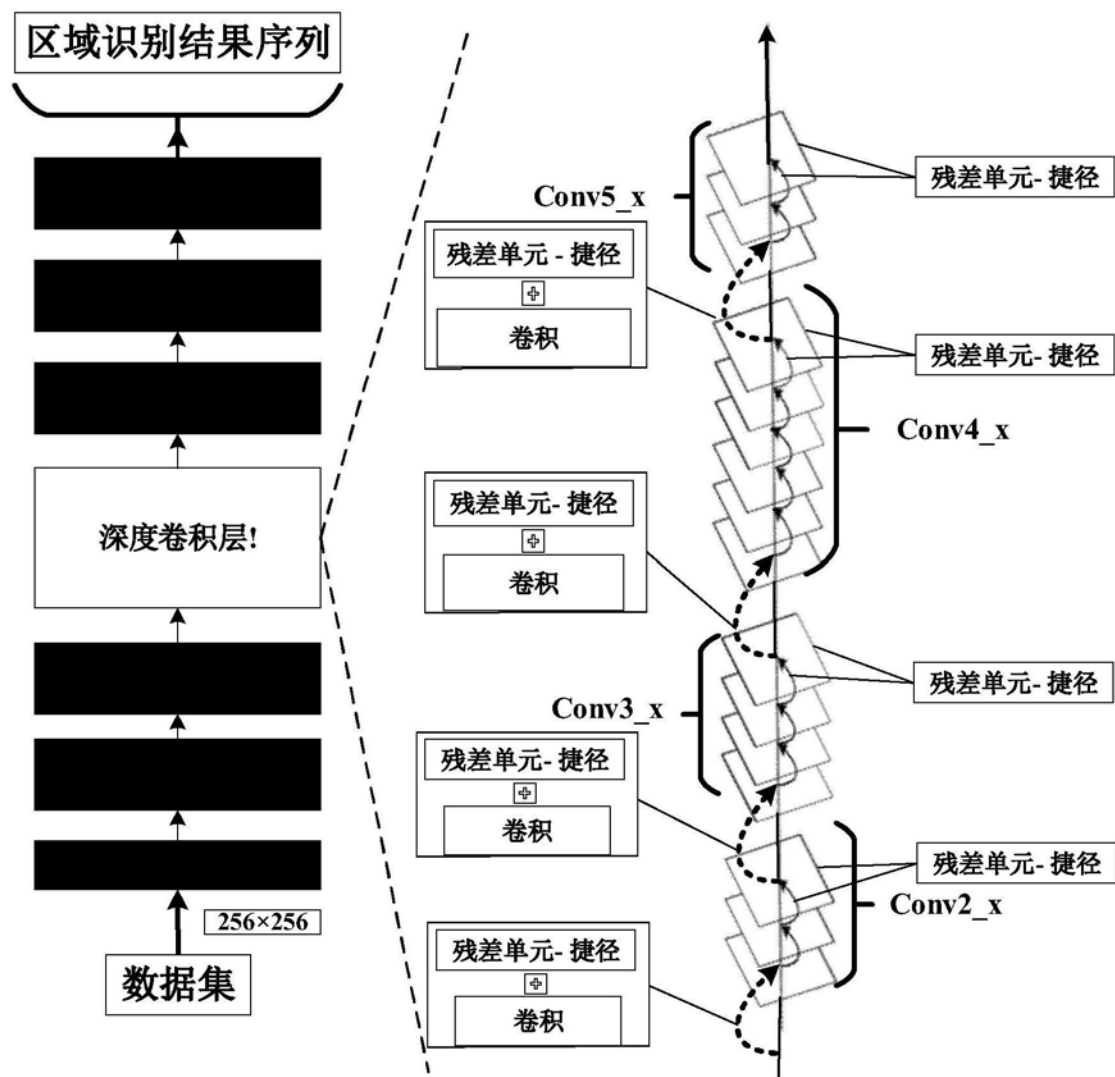 区域识别结果序列
深度卷积层!
256×256
数据集
Conv5_x
残差单元-捷径
残差单元 - 捷径
卷积
残差单元-捷径
Conv4_x
残差单元- 捷径
卷积
残差单元-捷径
Conv3_x
残差单元- 捷径
卷积
残差单元-捷径
Conv2_x
残差单元- 捷径
卷积